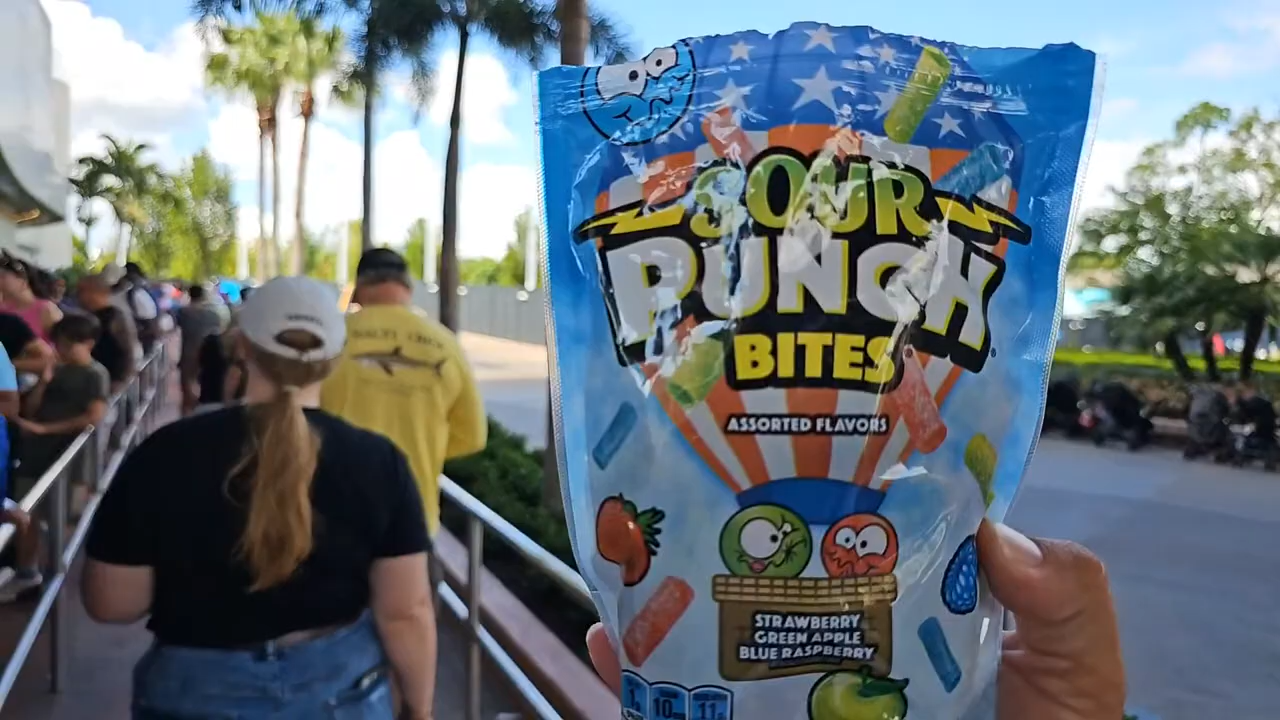 SOUR
PUNCH
BITES
ASSORTED FLAVORS
STRAWBERRY
GREEN APPLE
BLUE RASPBERRY